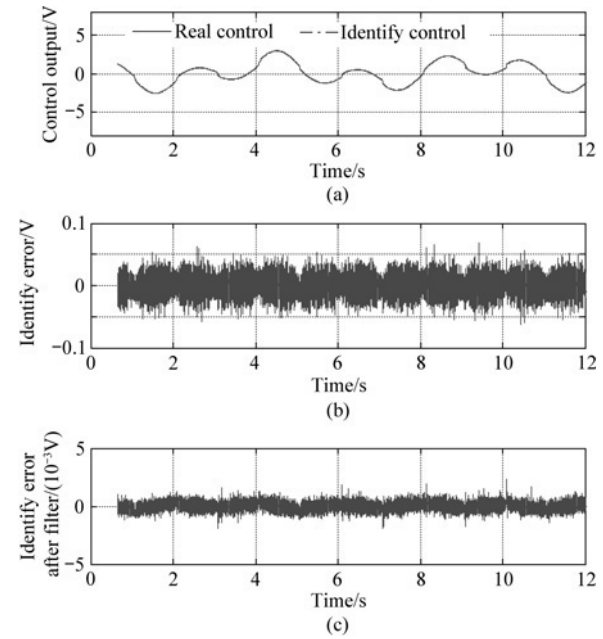 Control output/V
5
0
−5
Real control
Identify control
0
2
4
6
8
10
12
Time/s
(a)
Identify error/V
0.1
0
−0.1
0
2
4
6
8
10
12
Time/s
(b)
Identify error
after filter/(10⁻³V)
5
0
−5
0
2
4
6
8
10
12
Time/s
(c)